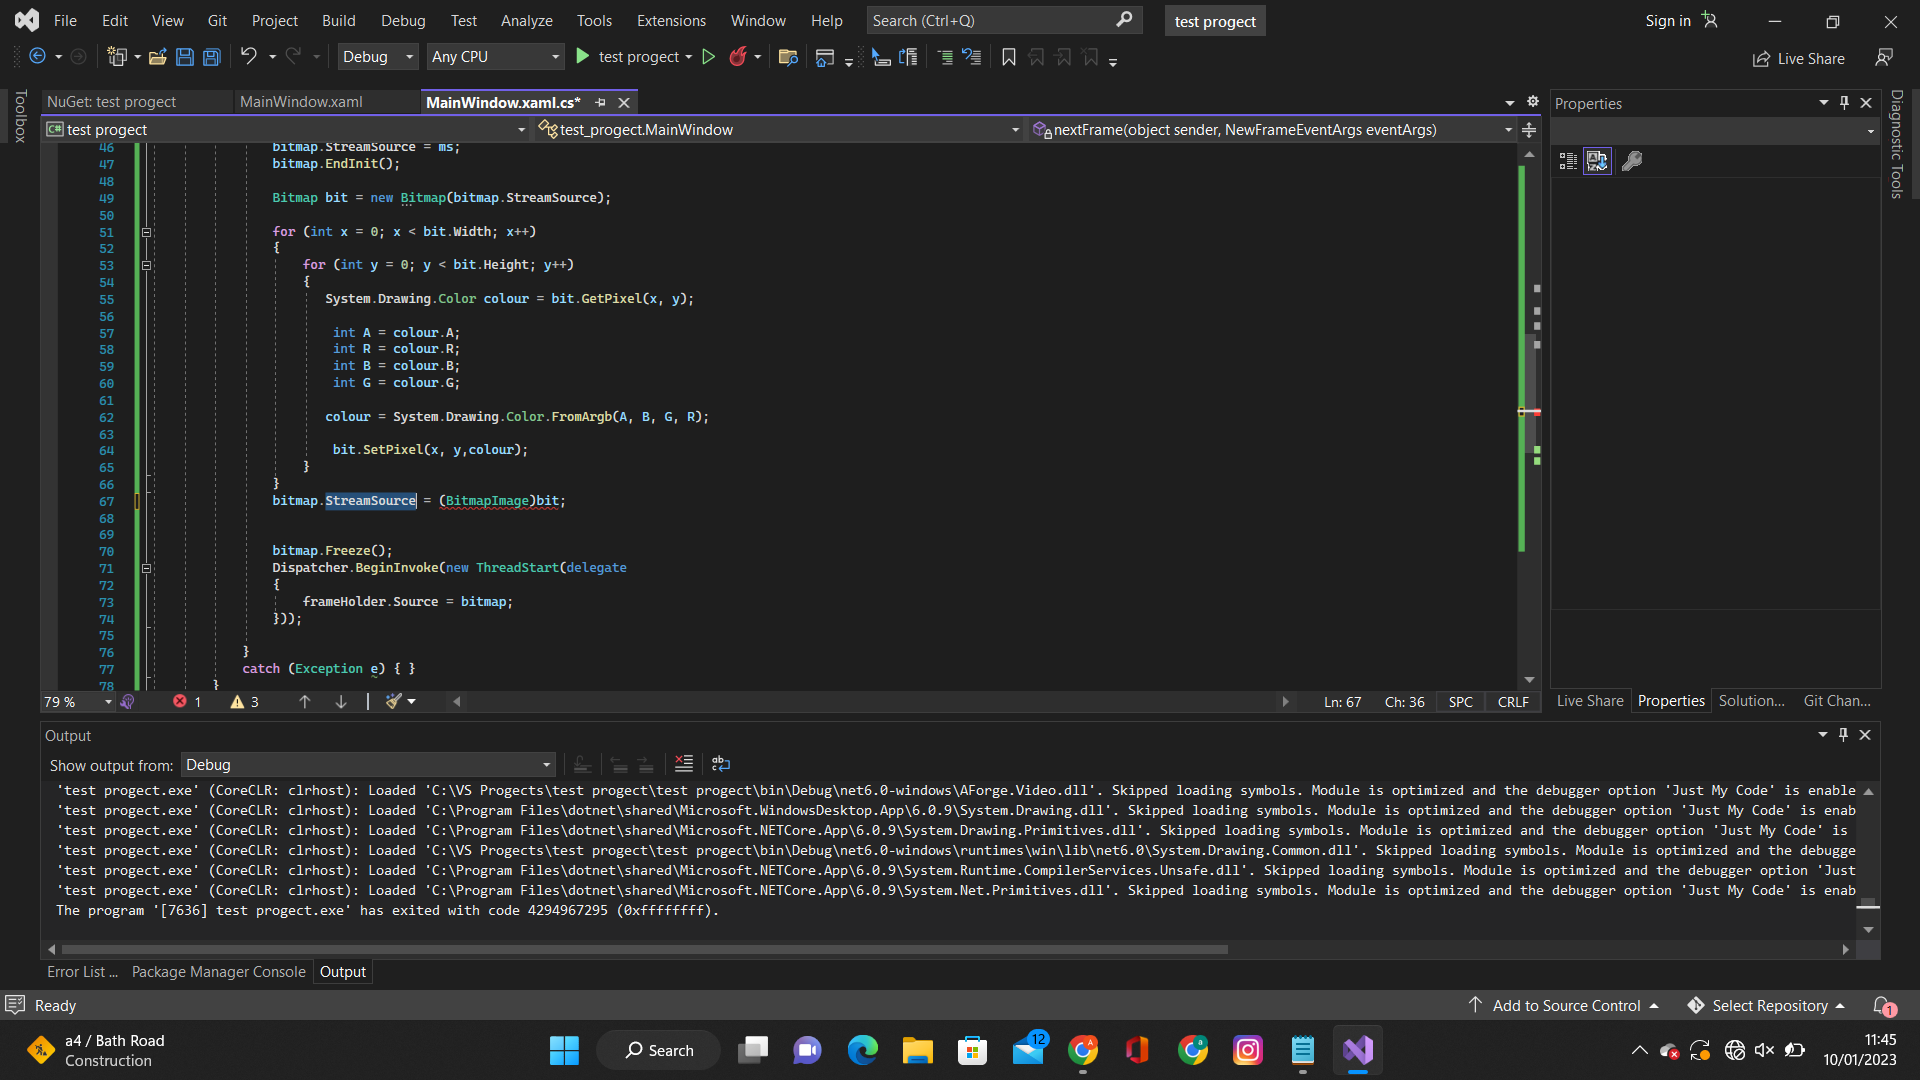 File Edit View Git Project Build Debug Test Analyze Tools Extensions Window Help Search (Ctrl+Q) test progect Sign in
Debug Any CPU test progect Live Share
Toolbox
NuGet: test progect MainWindow.xaml MainWindow.xaml.cs*
test progect test_progect.MainWindow nextFrame(object sender, NewFrameEventArgs eventArgs)
46 bitmap.StreamSource = ms;
47 bitmap.EndInit();
48
49 Bitmap bit = new Bitmap(bitmap.StreamSource);
50
51 for (int x = 0; x < bit.Width; x++)
52 {
53 for (int y = 0; y < bit.Height; y++)
54 {
55 System.Drawing.Color colour = bit.GetPixel(x, y);
56
57 int A = colour.A;
58 int R = colour.R;
59 int B = colour.B;
60 int G = colour.G;
61
62 colour = System.Drawing.Color.FromArgb(A, B, G, R);
63
64 bit.SetPixel(x, y,colour);
65 }
66 }
67 bitmap.StreamSource = (BitmapImage)bit;
68
69
70 bitmap.Freeze();
71 Dispatcher.BeginInvoke(new ThreadStart(delegate
72 {
73 frameHolder.Source = bitmap;
74 }));
75
76 }
77 catch (Exception e) { }
78 }
79 % 1 3 Ln: 67 Ch: 36 SPC CRLF
Properties
Diagnostic Tools
Live Share Properties Solution... Git Chan...
Output
Show output from: Debug
'test progect.exe' (CoreCLR: clrhost): Loaded 'C:\VS Progects\test progect\test project\bin\Debug\net6.0-windows\AForge.Video.dll'. Skipped loading symbols. Module is optimized and the debugger option 'Just My Code' is enable
'test progect.exe' (CoreCLR: clrhost): Loaded 'C:\Program Files\dotnet\shared\Microsoft.WindowsDesktop.App\6.0.9\System.Drawing.dll'. Skipped loading symbols. Module is optimized and the debugger option 'Just My Code' is enab
'test progect.exe' (CoreCLR: clrhost): Loaded 'C:\Program Files\dotnet\shared\Microsoft.NETCore.App\6.0.9\System.Drawing.Primitives.dll'. Skipped loading symbols. Module is optimized and the debugger option 'Just My Code' is
'test progect.exe' (CoreCLR: clrhost): Loaded 'C:\VS Progects\test progect\test project\bin\Debug\net6.0-windows\runtimes\win\lib\net6.0\System.Drawing.Common.dll'. Skipped loading symbols. Module is optimized and the debugge
'test progect.exe' (CoreCLR: clrhost): Loaded 'C:\Program Files\dotnet\shared\Microsoft.NETCore.App\6.0.9\System.Runtime.CompilerServices.Unsafe.dll'. Skipped loading symbols. Module is optimized and the debugger option 'Just
'test progect.exe' (CoreCLR: clrhost): Loaded 'C:\Program Files\dotnet\shared\Microsoft.NETCore.App\6.0.9\System.Net.Primitives.dll'. Skipped loading symbols. Module is optimized and the debugger option 'Just My Code' is enab
The program '[7636] test progect.exe' has exited with code 4294967295 (0xffffffff).
Error List ... Package Manager Console Output
Ready Add to Source Control Select Repository 1
a4 / Bath Road
Construction
Search
12
11:45
10/01/2023